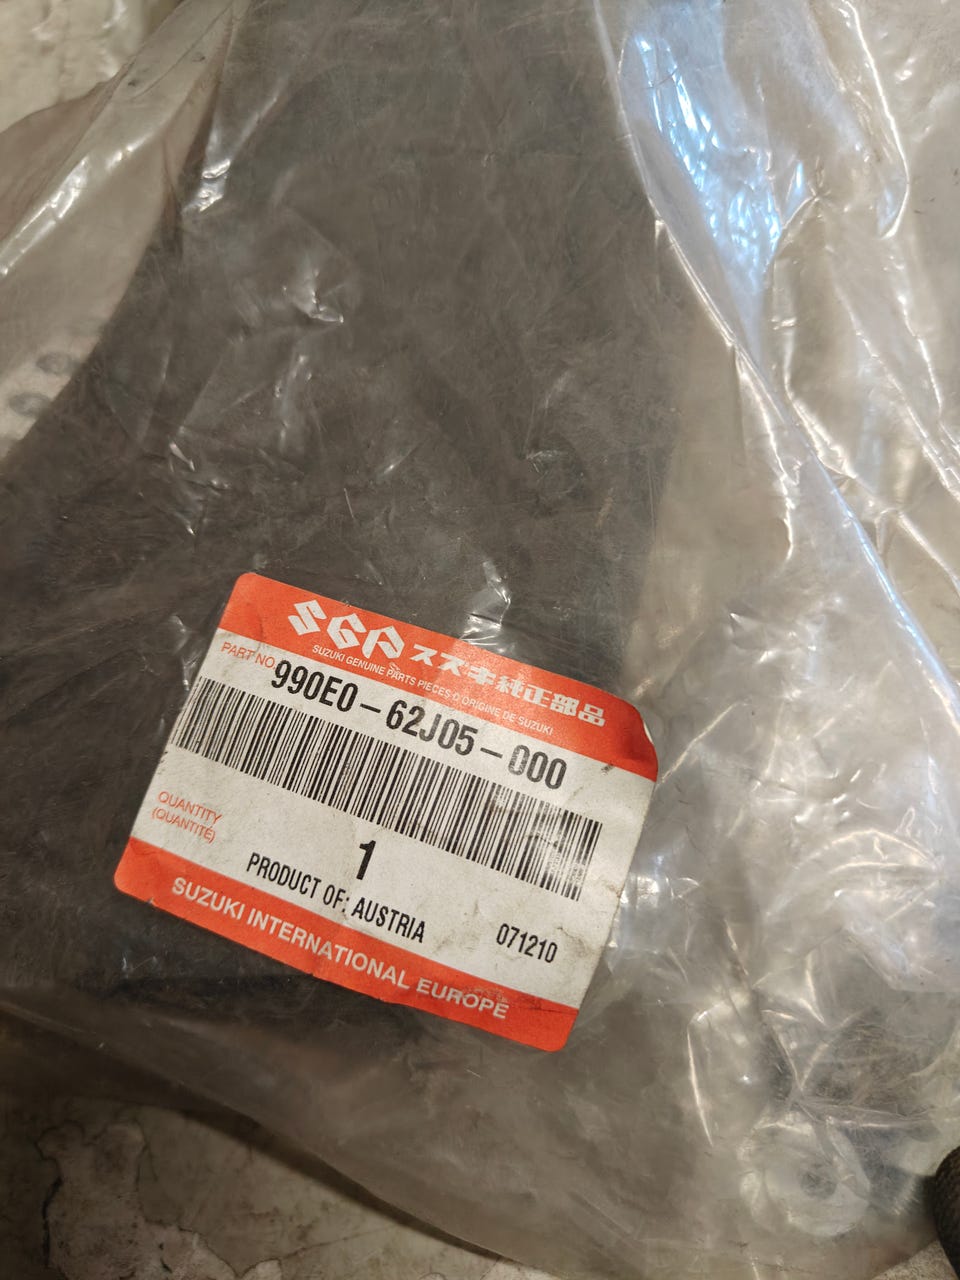 SGP スズキ純正部品
SUZUKI GENUINE PARTS PIECES D'ORIGINE DE SUZUKI
PART NO. 990E0-62J05-000
QUANTITY
(QUANTITÉ)
1
PRODUCT OF: AUSTRIA 071210
SUZUKI INTERNATIONAL EUROPE